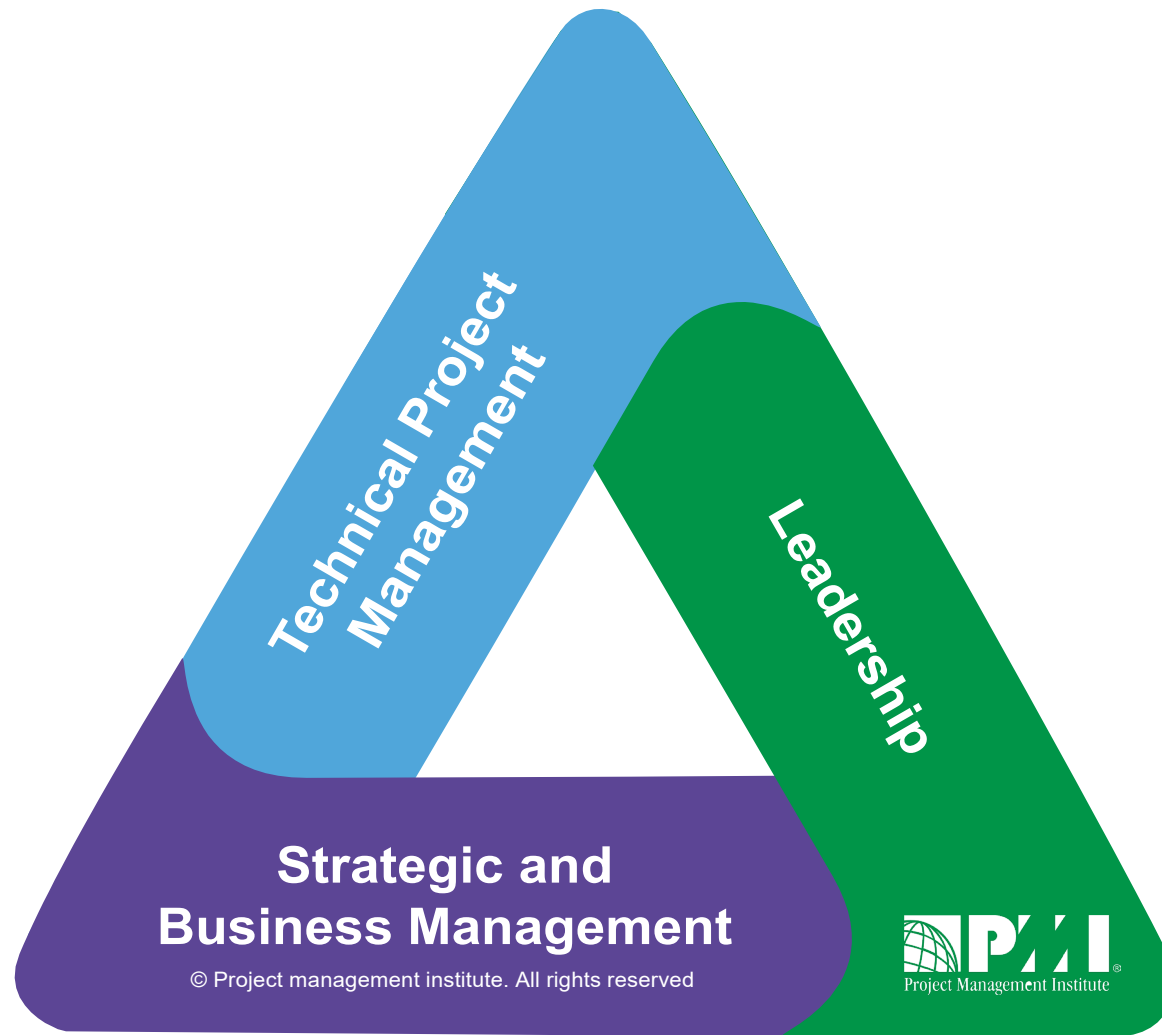 Technical Project
Management
Leadership
Strategic and
Business Management
© Project management institute. All rights reserved
PMI®
Project Management Institute